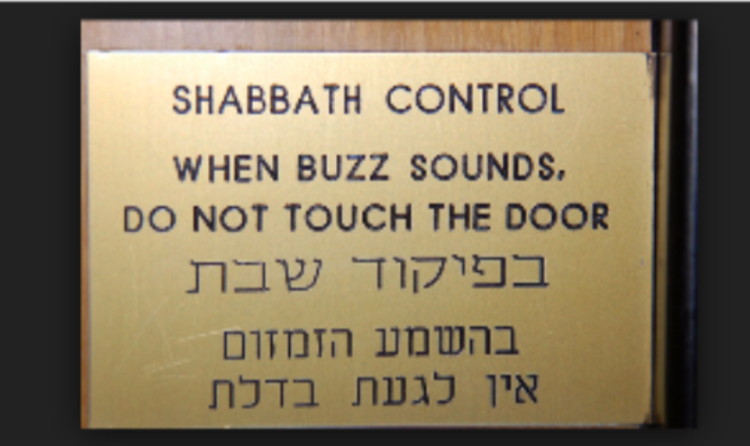 SHABBATH CONTROL
WHEN BUZZ SOUNDS,
DO NOT TOUCH THE DOOR
בפיקוד שבת
בהשמע הזמזום
אין לגעת בדלת